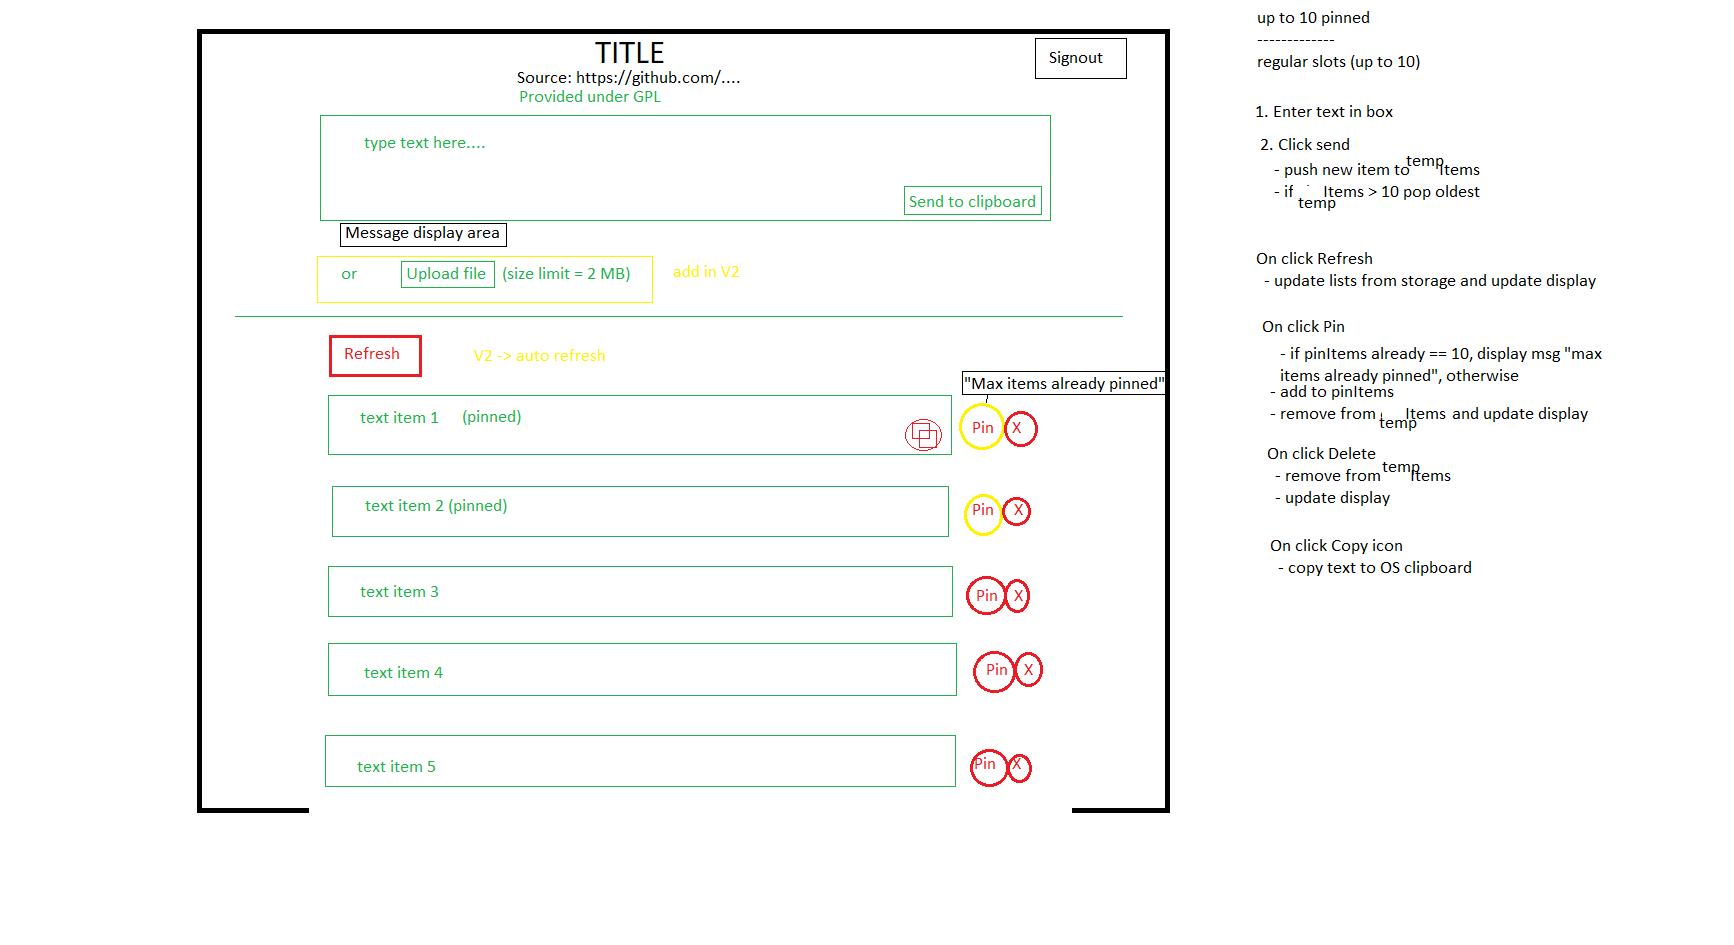 TITLE
Signout
Source: https://github.com/....
Provided under GPL
type text here....
Send to clipboard
Message display area
or Upload file (size limit = 2 MB) add in V2
Refresh V2 -> auto refresh
"Max items already pinned"
text item 1 (pinned) Pin X
text item 2 (pinned) Pin X
text item 3 Pin X
text item 4 Pin X
text item 5 Pin X
up to 10 pinned
-------------
regular slots (up to 10)
1. Enter text in box
2. Click send
- push new item to tempItems
- if temp Items > 10 pop oldest
On click Refresh
- update lists from storage and update display
On click Pin
- if pinItems already == 10, display msg "max
items already pinned", otherwise
- add to pinItems
- remove from temp Items and update display
On click Delete
- remove from tempItems
- update display
On click Copy icon
- copy text to OS clipboard